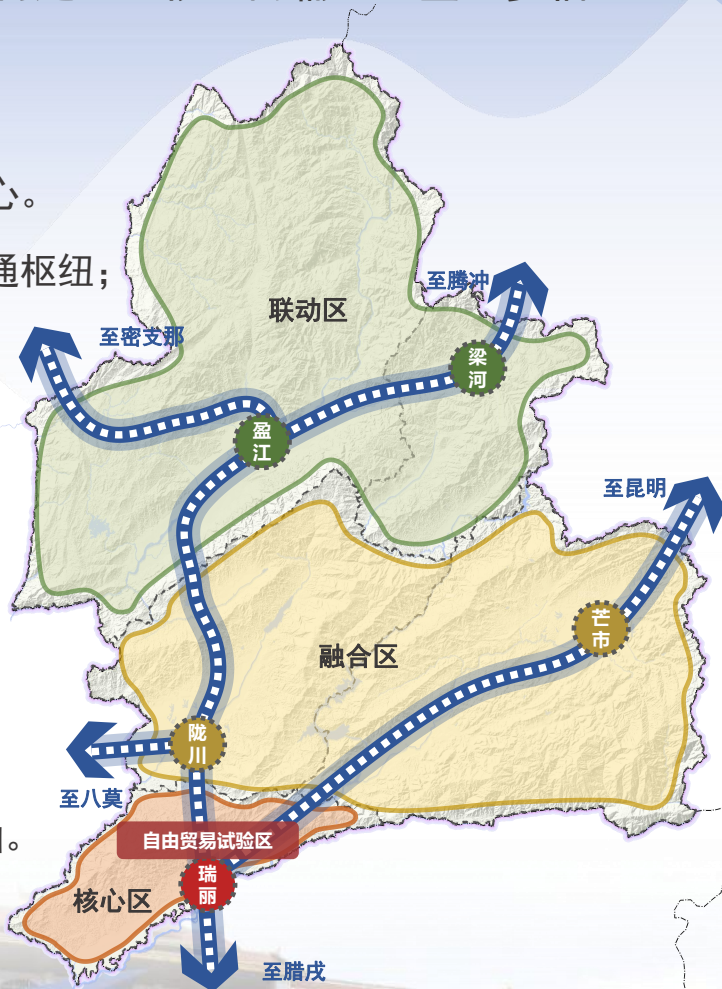 心。
通枢纽；
至腾冲
联动区
至密支那
梁河
盈江
至昆明
芒市
融合区
陇川
至八莫
自由贸易试验区
瑞丽
核心区
至腊戌